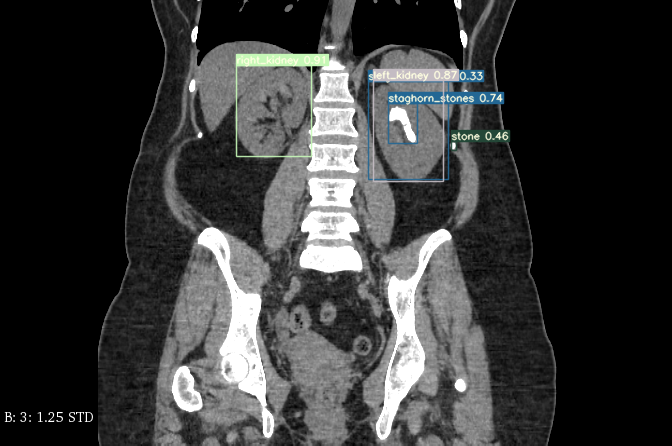 right_kidney 0.91
left_kidney 0.87
0.33
staghorn_stones 0.74
stone 0.46
B: 3: 1.25 STD